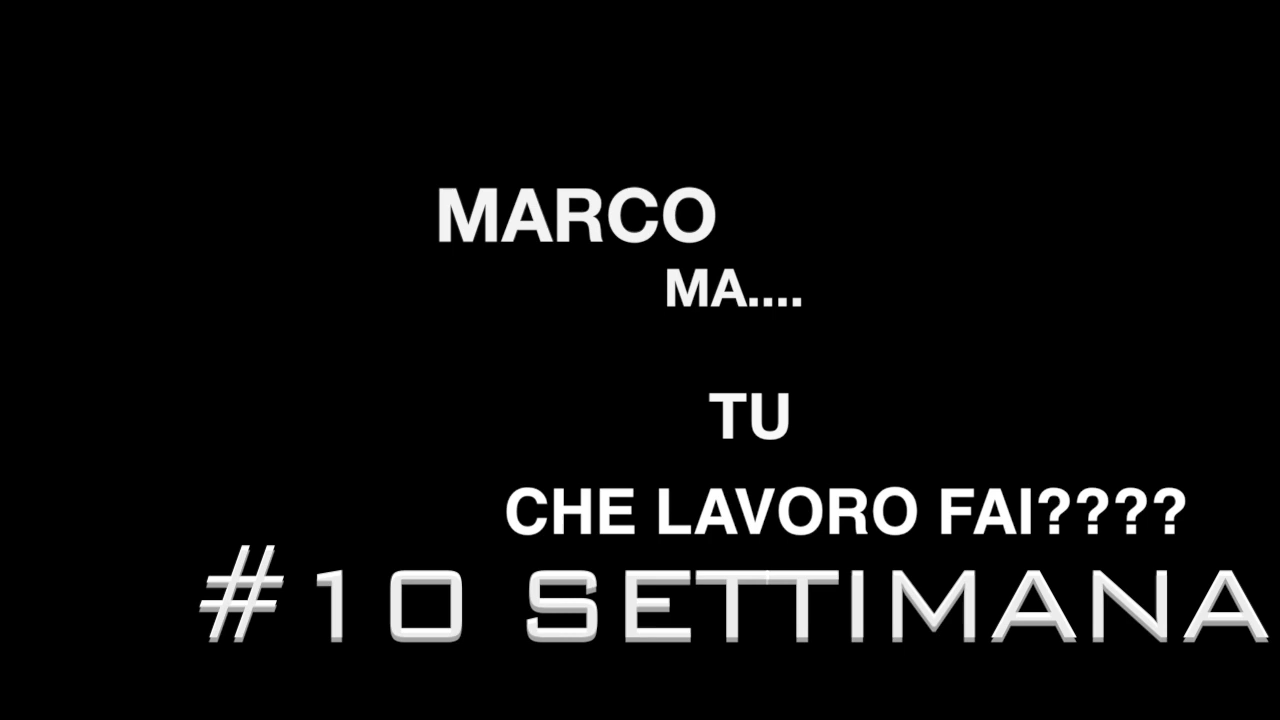 MARCO
MA....
TU
CHE LAVORO FAI????
#10 SETTIMANA